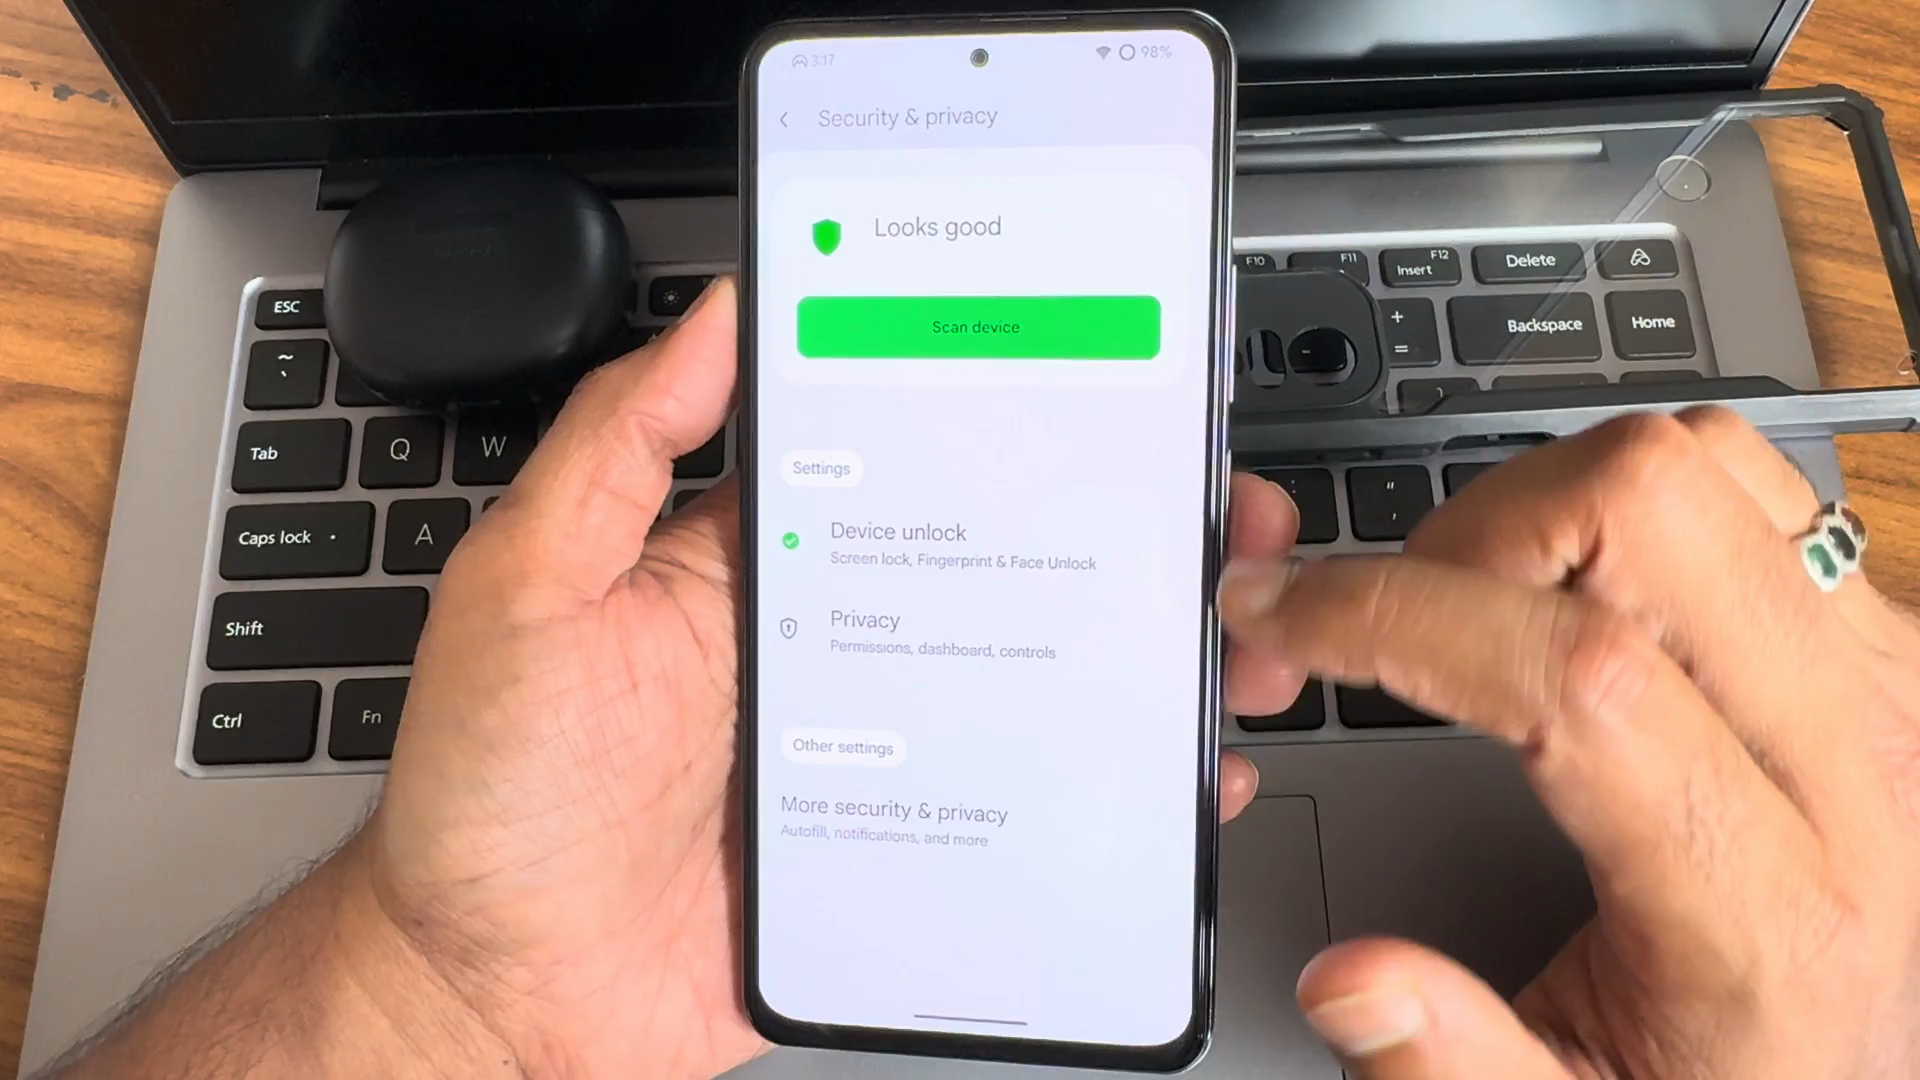 3:17
98%
Security & privacy
Looks good
Scan device
Settings
Device unlock
Screen lock, Fingerprint & Face Unlock
Privacy
Permissions, dashboard, controls
Other settings
More security & privacy
Autofill, notifications, and more
ESC
~
`
Tab
Q
W
Caps lock
A
Shift
Ctrl
Fn
F10
F11
F12
Insert
Delete
+
=
Backspace
Home
"
'